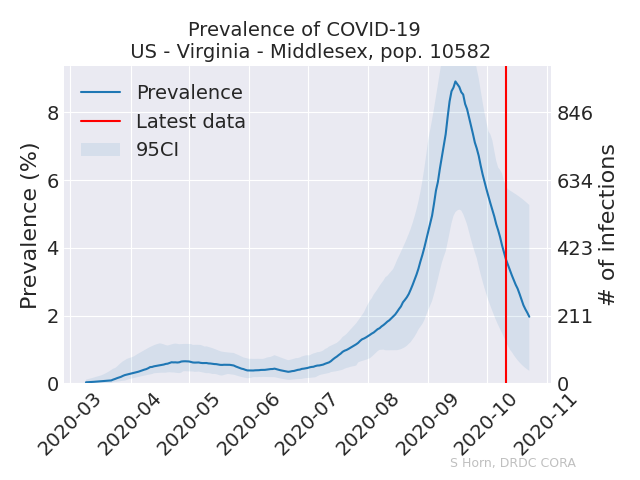 Prevalence of COVID-19
US - Virginia - Middlesex, pop. 10582
Prevalence
Latest data
95CI
Prevalence (%)
8
6
4
2
0
846
634
423
211
0
# of infections
2020-03
2020-04
2020-05
2020-06
2020-07
2020-08
2020-09
2020-10
2020-11
S Horn, DRDC CORA